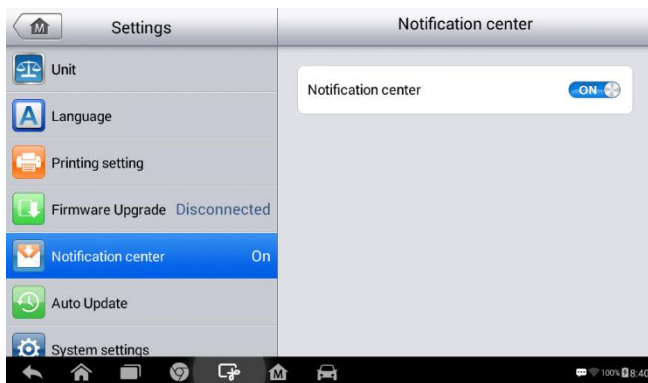 Settings
Notification center
Unit
Notification center ON
Language
Printing setting
Firmware Upgrade Disconnected
Notification center On
Auto Update
System settings
100% 8:40